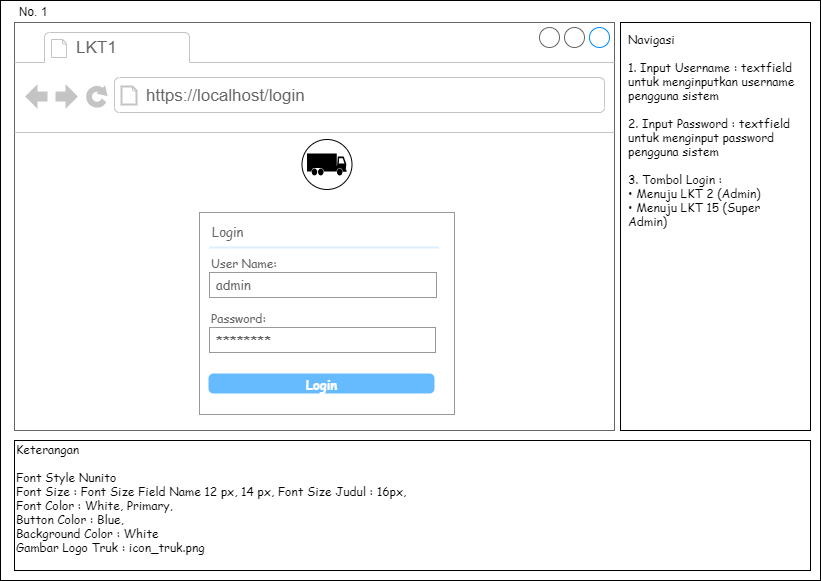 No. 1
LKT1
https://localhost/login
Login
User Name:
admin
Password:
********
Login
Navigasi
1. Input Username : textfield
untuk menginputkan username
pengguna sistem
2. Input Password : textfield
untuk menginput password
pengguna sistem
3. Tombol Login :
• Menuju LKT 2 (Admin)
• Menuju LKT 15 (Super
Admin)
Keterangan
Font Style Nunito
Font Size : Font Size Field Name 12 px, 14 px, Font Size Judul : 16px,
Font Color : White, Primary,
Button Color : Blue,
Background Color : White
Gambar Logo Truk : icon_truk.png